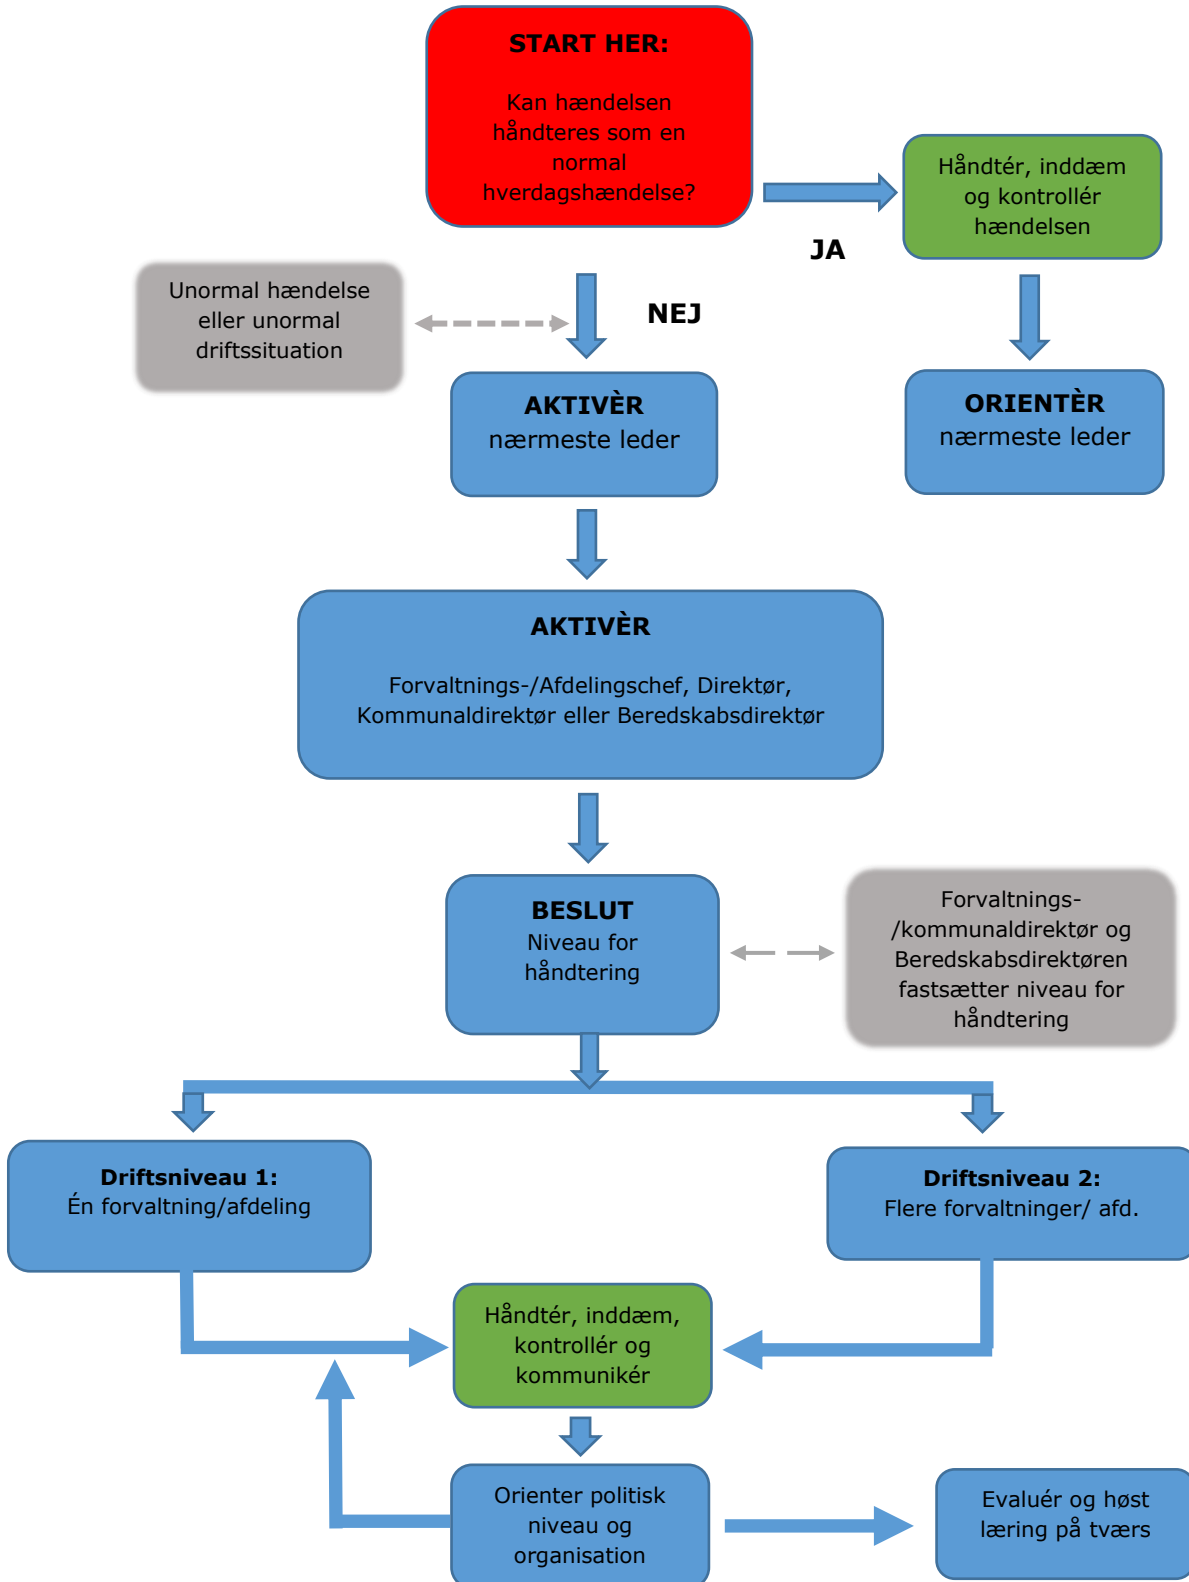 START HER:
Kan hændelsen
håndteres som en
normal
hverdagshændelse?
JA
Håndtér, inddæm
og kontrollér
hændelsen
ORIENTÈR
nærmeste leder
NEJ
Unormal hændelse
eller unormal
driftssituation
AKTIVÈR
nærmeste leder
AKTIVÈR
Forvaltnings-/Afdelingschef, Direktør,
Kommunaldirektør eller Beredskabsdirektør
BESLUT
Niveau for
håndtering
Forvaltnings-
/kommunaldirektør og
Beredskabsdirektøren
fastsætter niveau for
håndtering
Driftsniveau 1:
Én forvaltning/afdeling
Driftsniveau 2:
Flere forvaltninger/ afd.
Håndtér, inddæm,
kontrollér og
kommunikér
Orienter politisk
niveau og
organisation
Evaluér og høst
læring på tværs